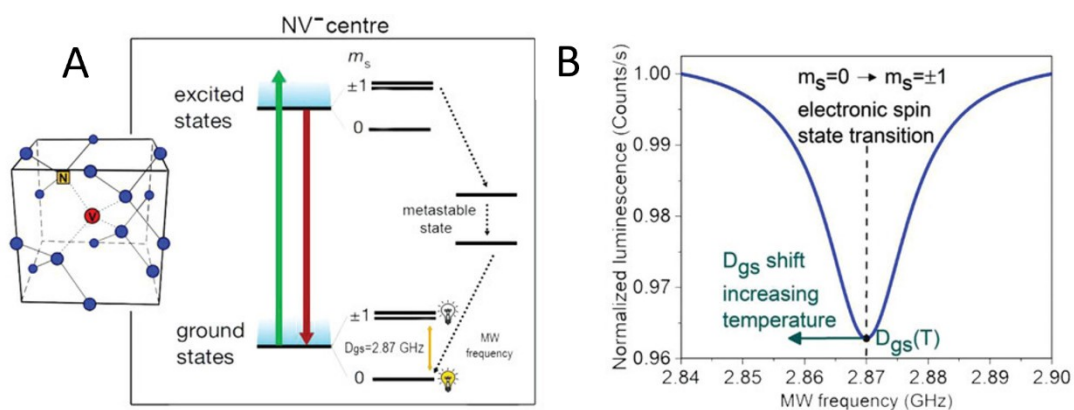 A
NV⁻centre
mₛ
±1
excited
states
0
N
V
metastable
state
ground
states
±1
D₉ₛ=2.87 GHz
MW
frequency
0
B
Normalized luminescence (Counts/s)
1.00
0.99
0.98
0.97
0.96
mₛ=0 → mₛ=±1
electronic spin
state transition
D₉ₛ shift
increasing
temperature
D₉ₛ(T)
2.84 2.85 2.86 2.87 2.88 2.89 2.90
MW frequency (GHz)